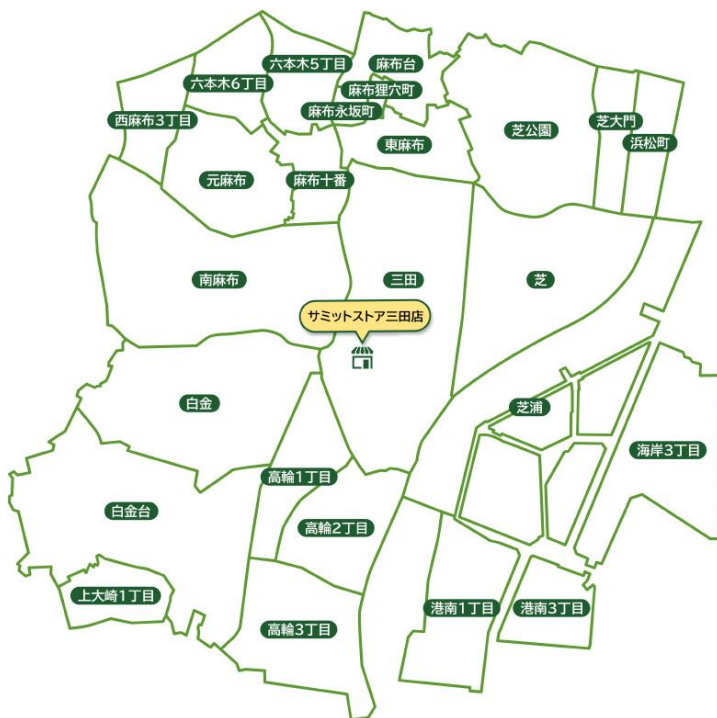 六本木5丁目
麻布台
六本木6丁目
麻布狸穴町
麻布永坂町
西麻布3丁目
芝大門
芝公園
浜松町
東麻布
元麻布
麻布十番
南麻布
三田
芝
サミットストア三田店
白金
芝浦
海岸3丁目
高輪1丁目
白金台
高輪2丁目
上大崎1丁目
港南1丁目
港南3丁目
高輪3丁目